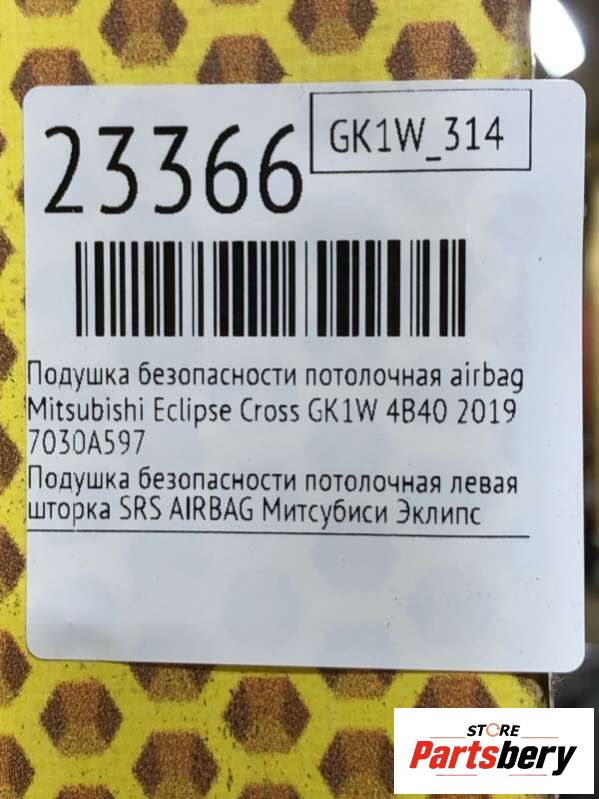 23366
GK1W_314
Подушка безопасности потолочная airbag
Mitsubishi Eclipse Cross GK1W 4B40 2019
7030A597
Подушка безопасности потолочная левая
шторка SRS AIRBAG Митсубиси Эклипс
STORE
Partsbery